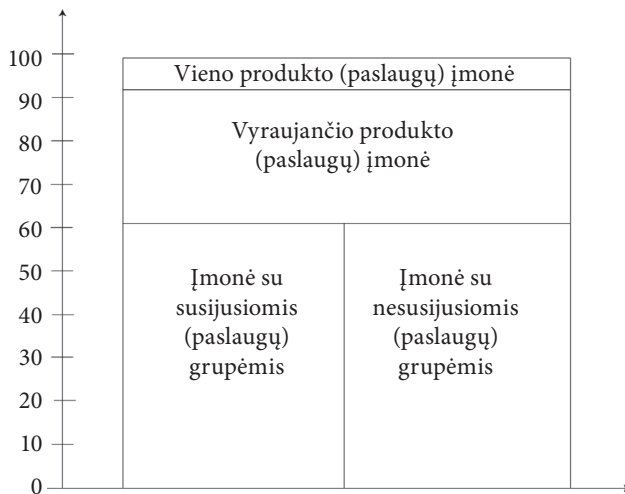 100
90
80
70
60
50
40
30
20
10
0
Vieno produkto (paslaugų) įmonė
Vyraujančio produkto
(paslaugų) įmonė
Įmonė su
susijusiomis
(paslaugų)
grupėmis
Įmonė su
nesusijusiomis
(paslaugų)
grupėmis